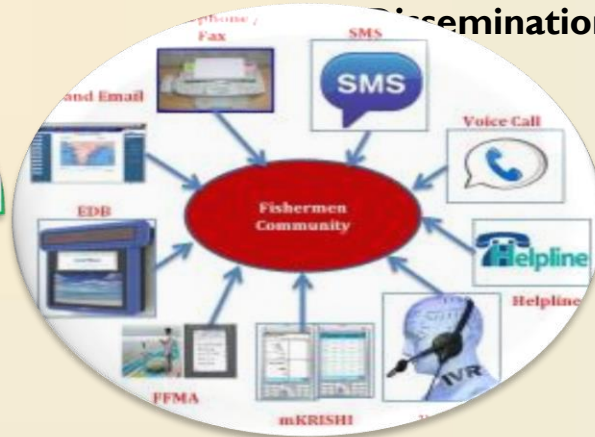 Dissemination
Fax
SMS
SMS
and Email
Voice Call
EDB
Fishermen
Community
Helpline
Helpline
IVR
FFMA
mKRISHI